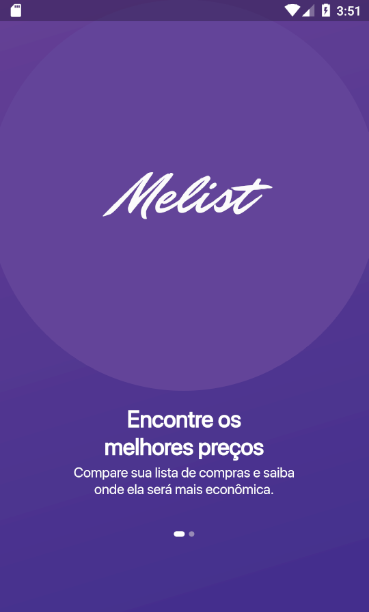 3:51
Melist
Encontre os
melhores preços
Compare sua lista de compras e saiba
onde ela será mais econômica.